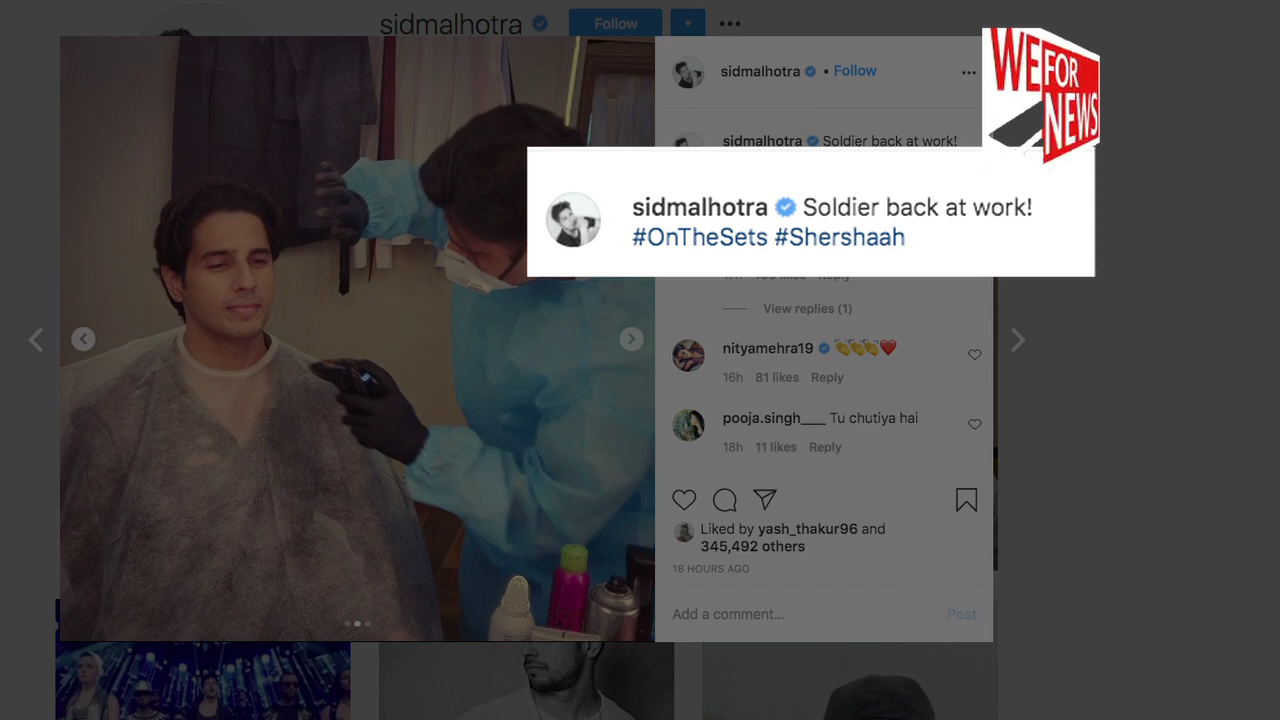 sidmalhotra Follow
sidmalhotra • Follow
WE FOR NEWS
sidmalhotra Soldier back at work!
sidmalhotra Soldier back at work!
#OnTheSets #Shershaah
likes Reply
View replies (1)
nityamehra19 👏👏👏❤️
16h 81 likes Reply
pooja.singh___ Tu chutiya hai
18h 11 likes Reply
Liked by yash_thakur96 and
345,492 others
18 HOURS AGO
Add a comment... Post